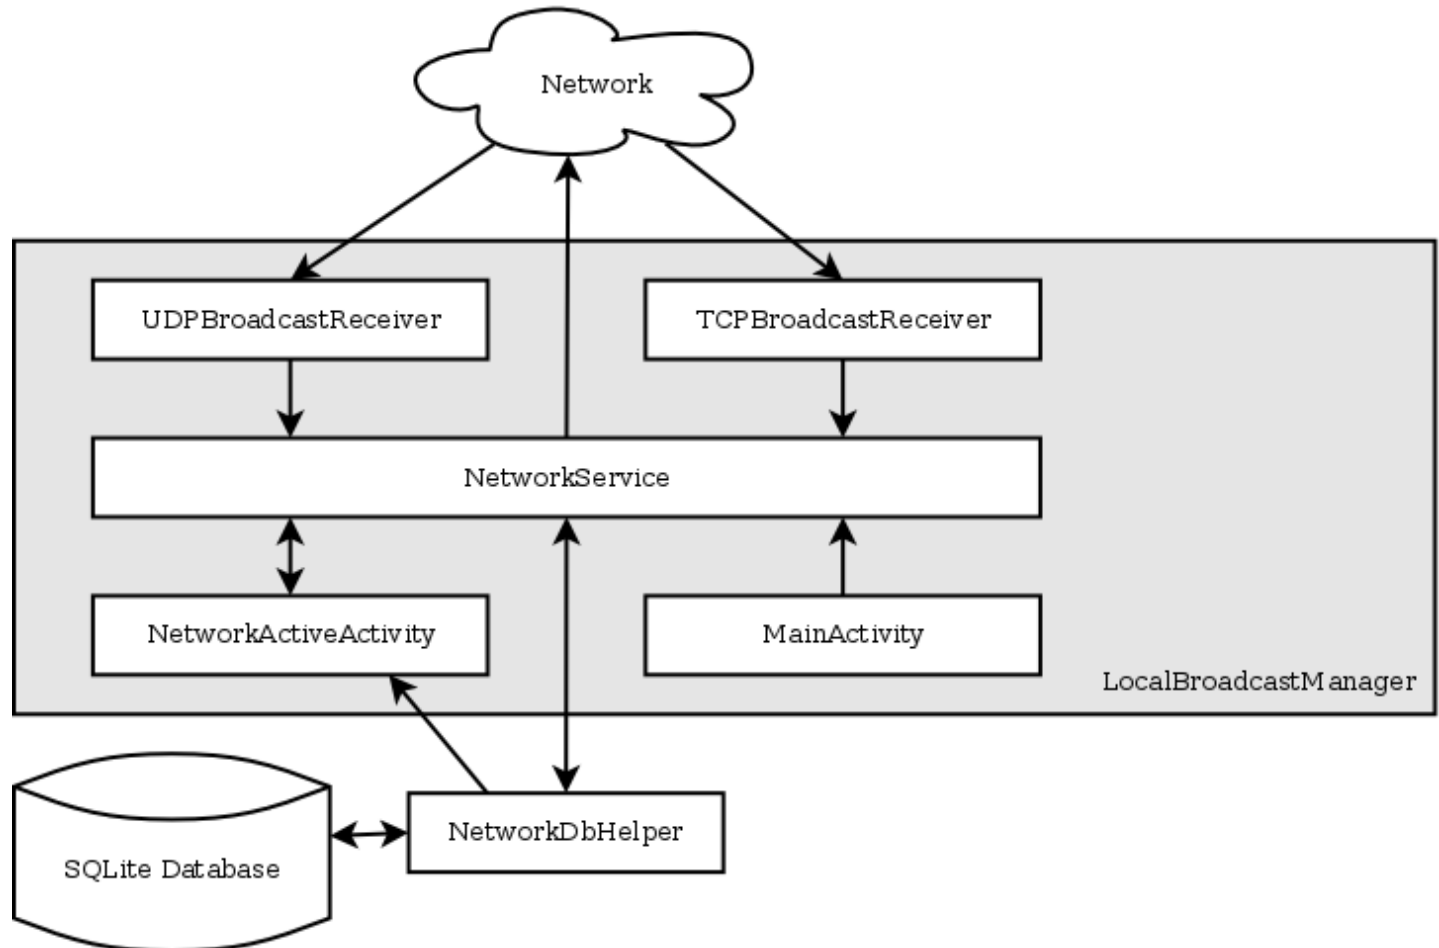 Network
UDPBroadcastReceiver
TCPBroadcastReceiver
NetworkService
NetworkActiveActivity
MainActivity
LocalBroadcastManager
NetworkDbHelper
SQLite Database